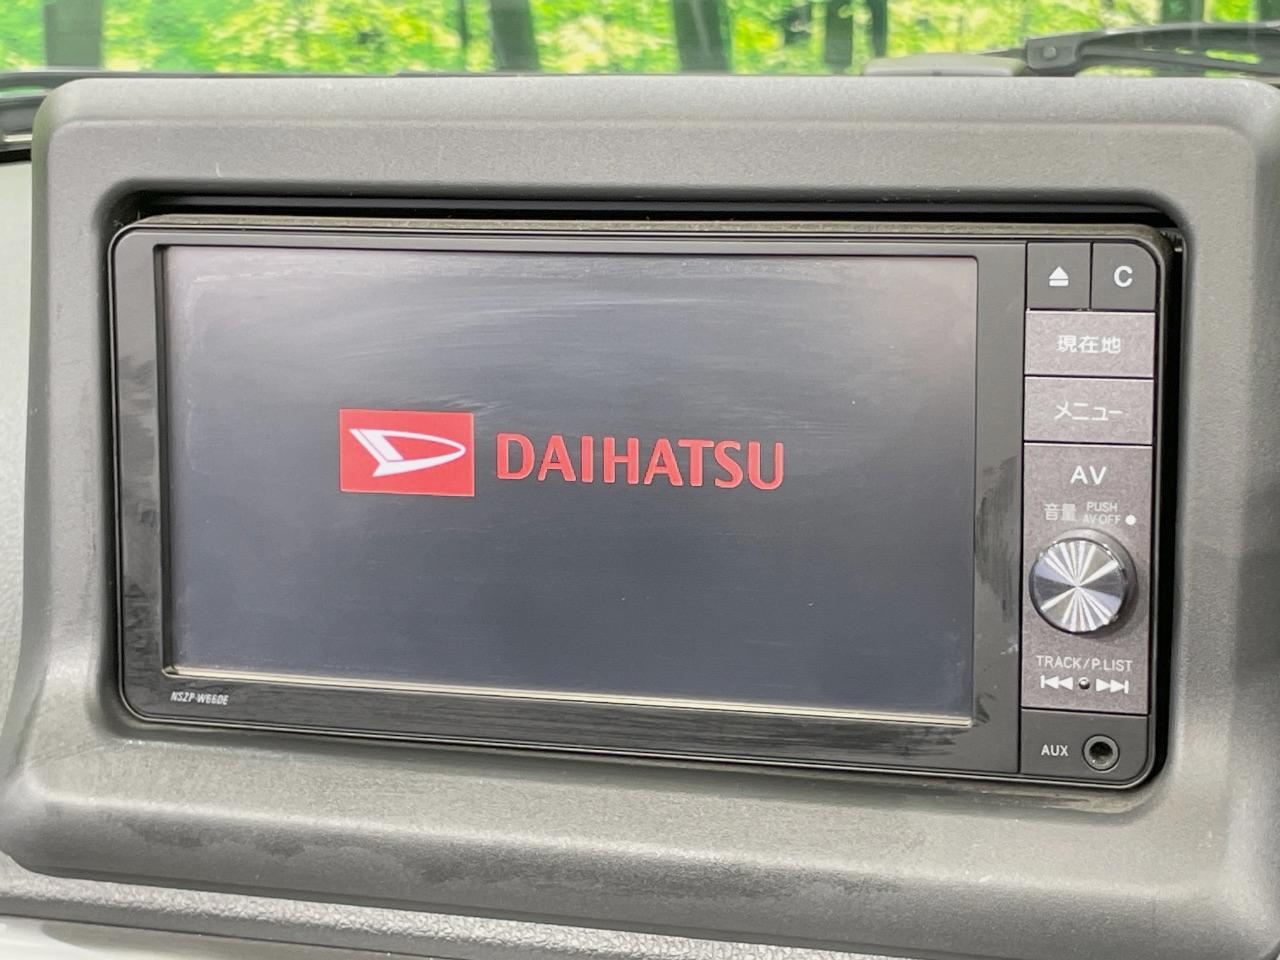 C
現在地
メニュー
DAIHATSU
AV
音量 PUSH AV OFF
TRACK/P.LIST
NSZP-W66DE
AUX